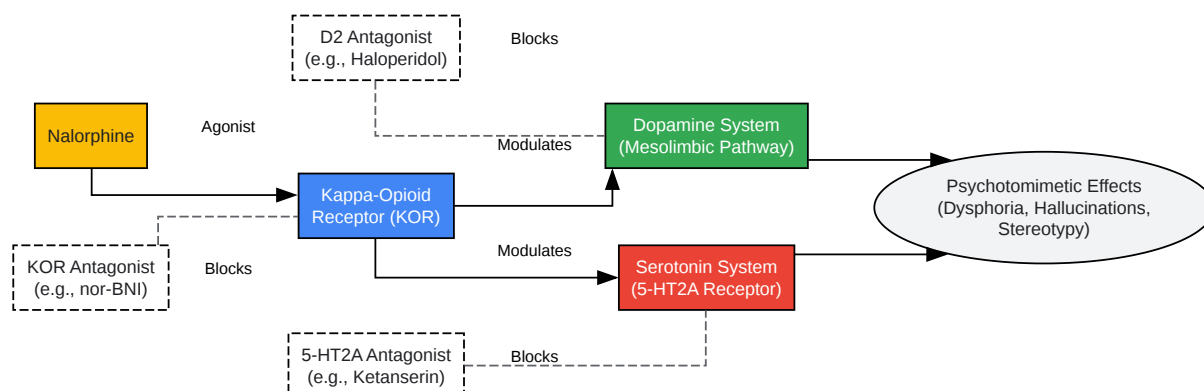 D2 Antagonist
(e.g., Haloperidol)
Blocks
Nalorphine
Agonist
Dopamine System
(Mesolimbic Pathway)
Modulates
Kappa-Opioid
Receptor (KOR)
Psychotomimetic Effects
(Dysphoria, Hallucinations,
Stereotypy)
KOR Antagonist
(e.g., nor-BNI)
Blocks
Modulates
Serotonin System
(5-HT2A Receptor)
5-HT2A Antagonist
(e.g., Ketanserin)
Blocks